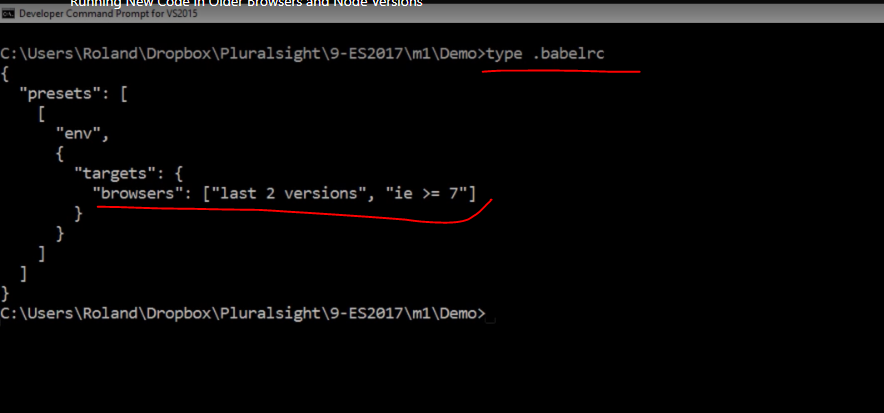 Running New Code in Older Browsers and Node Versions
Developer Command Prompt for VS2015
C:\Users\Roland\Dropbox\Pluralsight\9-ES2017\m1\Demo>type .babelrc
{
  "presets": [
    [
      "env",
      {
        "targets": {
          "browsers": ["last 2 versions", "ie >= 7"]
        }
      }
    ]
  ]
}
C:\Users\Roland\Dropbox\Pluralsight\9-ES2017\m1\Demo>